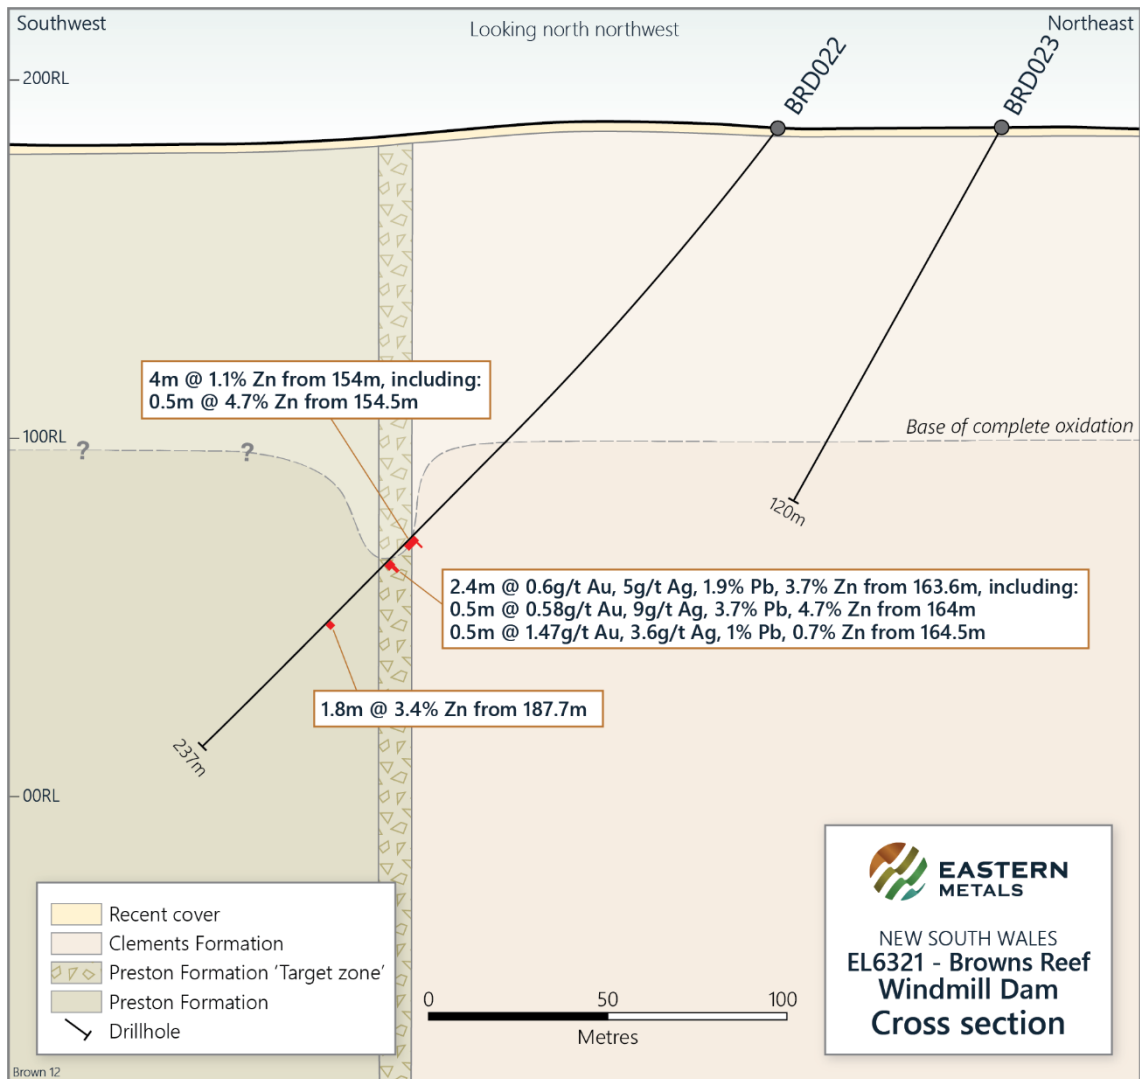 Southwest
Looking north northwest
Northeast
BRD022
BRD023
200RL
4m @ 1.1% Zn from 154m, including:
0.5m @ 4.7% Zn from 154.5m
100RL
?
?
Base of complete oxidation
120m
2.4m @ 0.6g/t Au, 5g/t Ag, 1.9% Pb, 3.7% Zn from 163.6m, including:
0.5m @ 0.58g/t Au, 9g/t Ag, 3.7% Pb, 4.7% Zn from 164m
0.5m @ 1.47g/t Au, 3.6g/t Ag, 1% Pb, 0.7% Zn from 164.5m
1.8m @ 3.4% Zn from 187.7m
237m
00RL
Recent cover
Clements Formation
Preston Formation 'Target zone'
Preston Formation
Drillhole
0 50 100
Metres
EASTERN
METALS
NEW SOUTH WALES
EL6321 - Browns Reef
Windmill Dam
Cross section
Brown 12